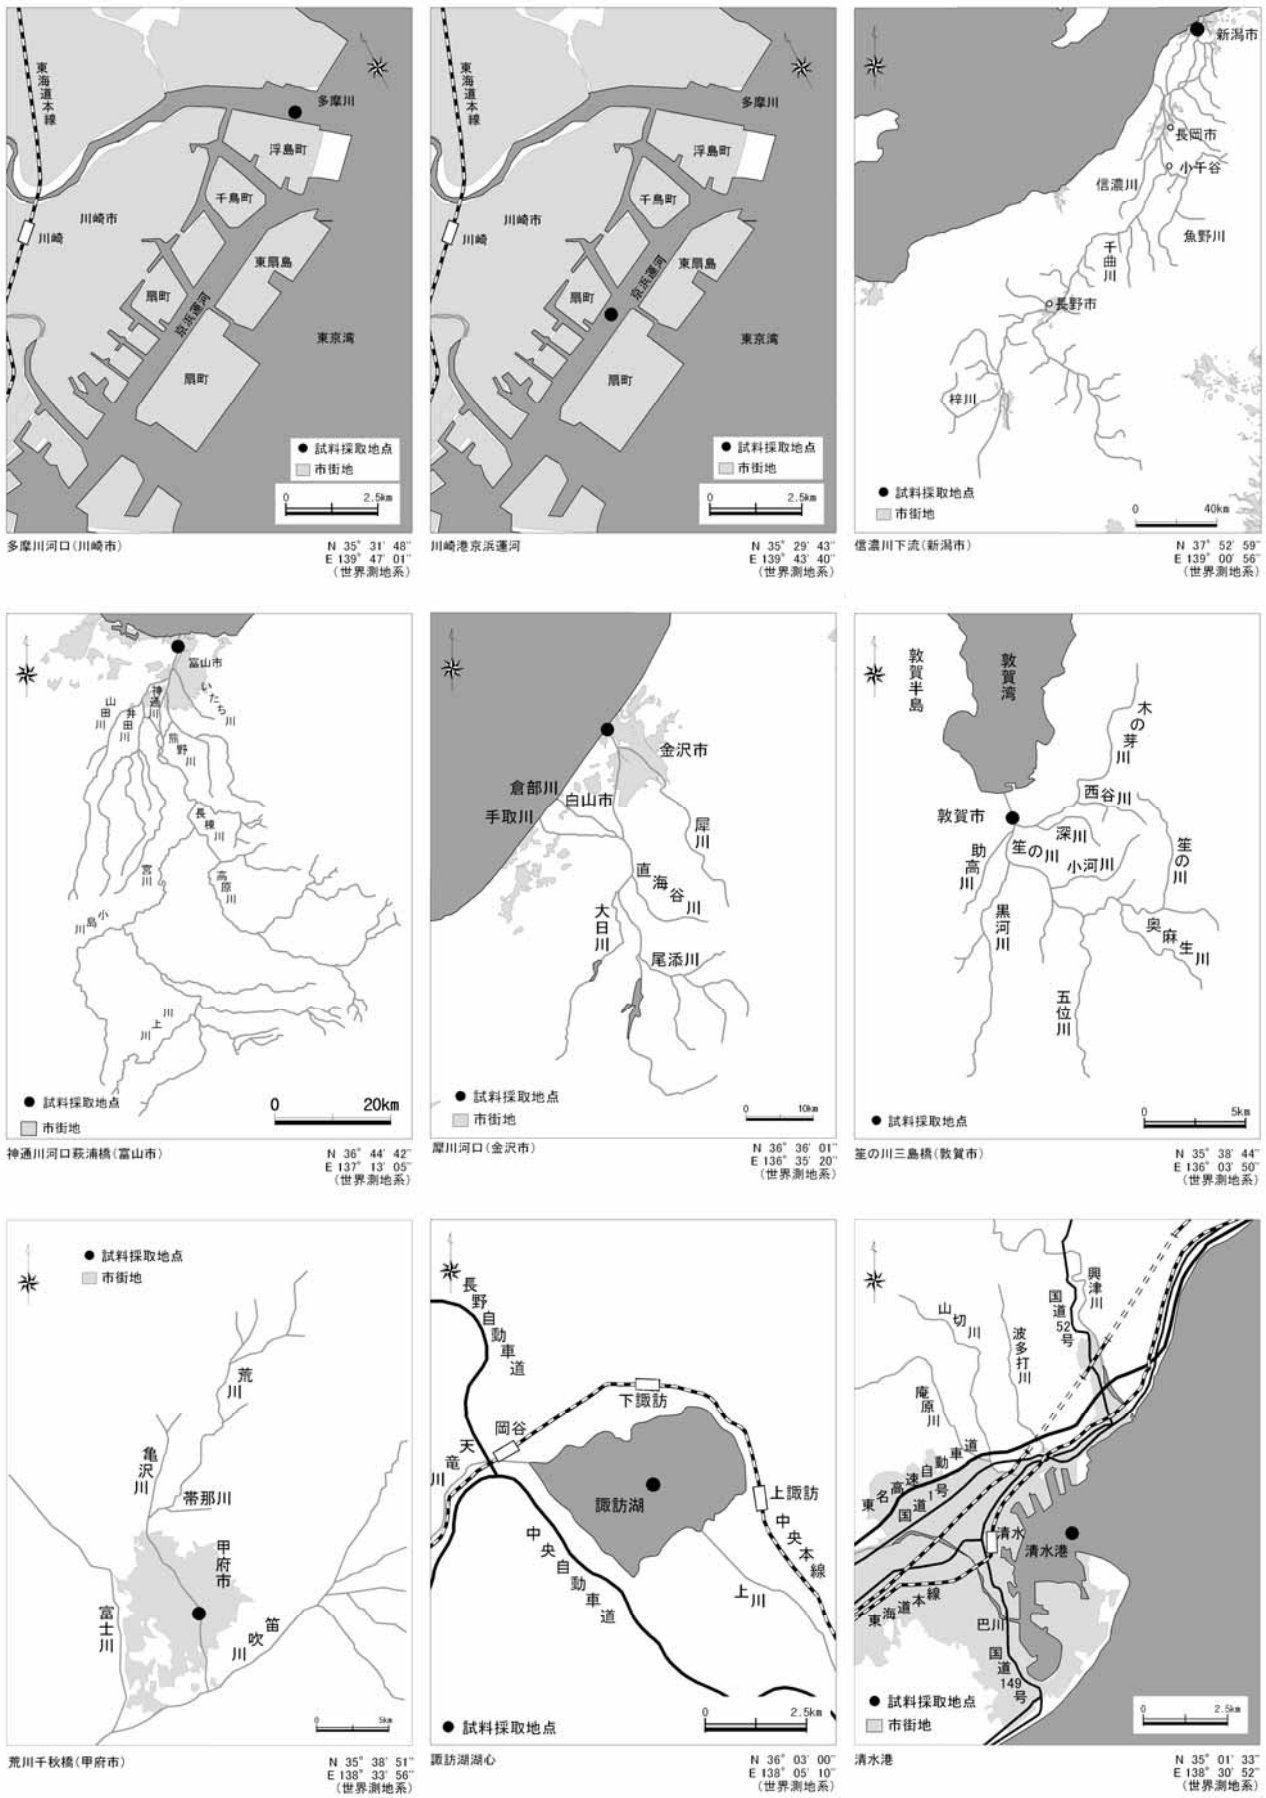 東海道本線
多摩川
浮島町
千鳥町
川崎市
川崎
東扇島
扇町
京浜運河
東京湾
扇町
試料採取地点
市街地
0 2.5km
多摩川河口(川崎市)
N 35° 31′ 48″
E 139° 47′ 01″
(世界測地系)
東海道本線
多摩川
浮島町
千鳥町
川崎市
川崎
東扇島
扇町
京浜運河
東京湾
扇町
試料採取地点
市街地
0 2.5km
川崎港京浜運河
N 35° 29′ 43″
E 139° 43′ 40″
(世界測地系)
新潟市
長岡市
小千谷
信濃川
魚野川
千曲川
長野市
梓川
試料採取地点
市街地
0 40km
信濃川下流(新潟市)
N 37° 52′ 59″
E 139° 00′ 56″
(世界測地系)
富山市
いたち川
神通川
山田川
井田川
熊野川
長棟川
宮川
高原川
小島川
川上川
試料採取地点
市街地
0 20km
神通川河口萩浦橋(富山市)
N 36° 44′ 42″
E 137° 13′ 05″
(世界測地系)
金沢市
倉部川
白山市
手取川
犀川
直海谷川
大日川
尾添川
試料採取地点
市街地
0 10km
犀川河口(金沢市)
N 36° 36′ 01″
E 136° 35′ 20″
(世界測地系)
敦賀半島
敦賀湾
木の芽川
西谷川
敦賀市
深川
笙の川
助高川
小河川
笙の川
黒河川
奥麻生川
五位川
試料採取地点
0 5km
笙の川三島橋(敦賀市)
N 35° 38′ 44″
E 136° 03′ 50″
(世界測地系)
試料採取地点
市街地
荒川
亀沢川
帯那川
甲府市
富士川
笛吹川
0 5km
荒川千秋橋(甲府市)
N 35° 38′ 51″
E 138° 33′ 56″
(世界測地系)
長野自動車道
下諏訪
岡谷
天竜川
諏訪湖
上諏訪
中央本線
中央自動車道
上川
試料採取地点
0 2.5km
諏訪湖湖心
N 36° 03′ 00″
E 138° 05′ 10″
(世界測地系)
興津川
国道52号
山切川
波多打川
庵原川
東名高速自動車道
国道1号
清水
清水港
東海道本線
巴川
国道149号
試料採取地点
市街地
0 2.5km
清水港
N 35° 01′ 33″
E 138° 30′ 52″
(世界測地系)